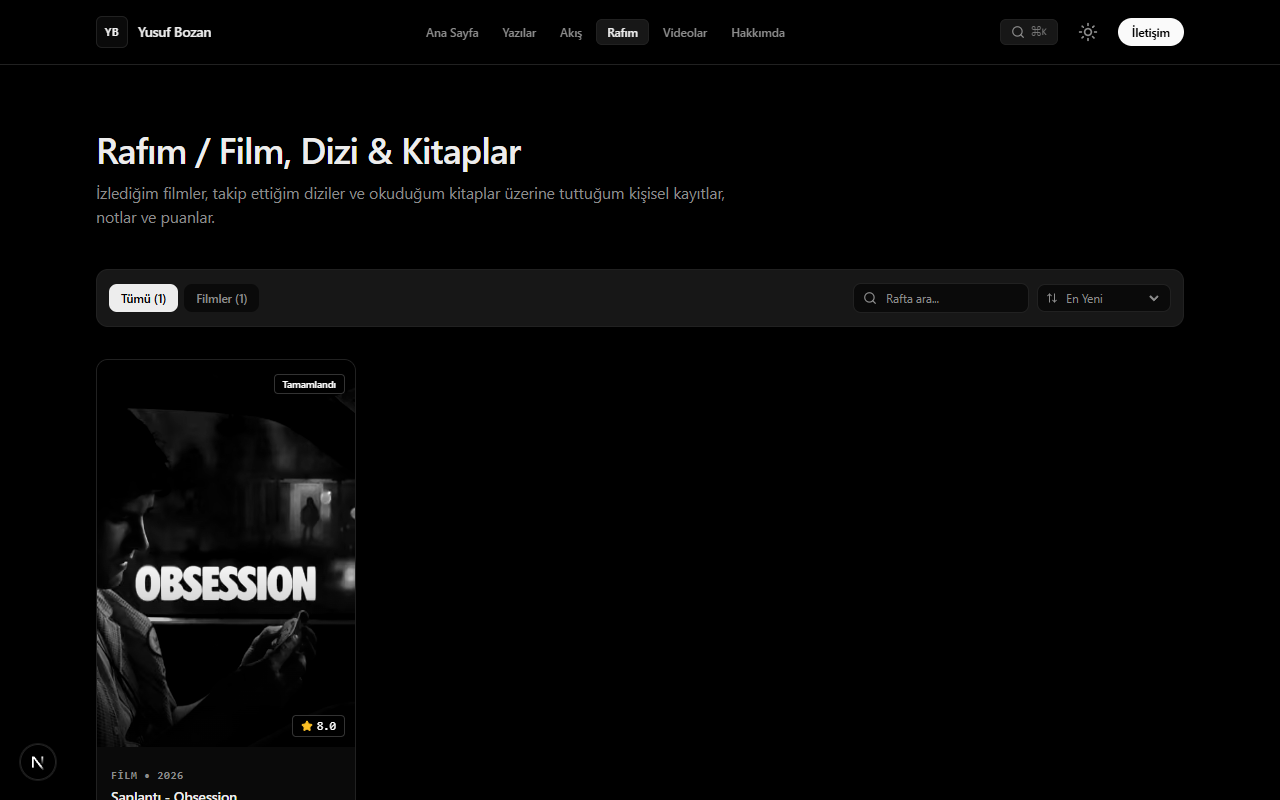 YB
Yusuf Bozan
Ana Sayfa
Yazılar
Akış
Rafım
Videolar
Hakkımda
⌘K
İletişim
Rafım / Film, Dizi & Kitaplar
İzlediğim filmler, takip ettiğim diziler ve okuduğum kitaplar üzerine tuttuğum kişisel kayıtlar,
notlar ve puanlar.
Tümü (1)
Filmler (1)
Rafta ara...
En Yeni
Tamamlandı
OBSESSION
8.0
FİLM • 2026
Saplantı - Obsession
N